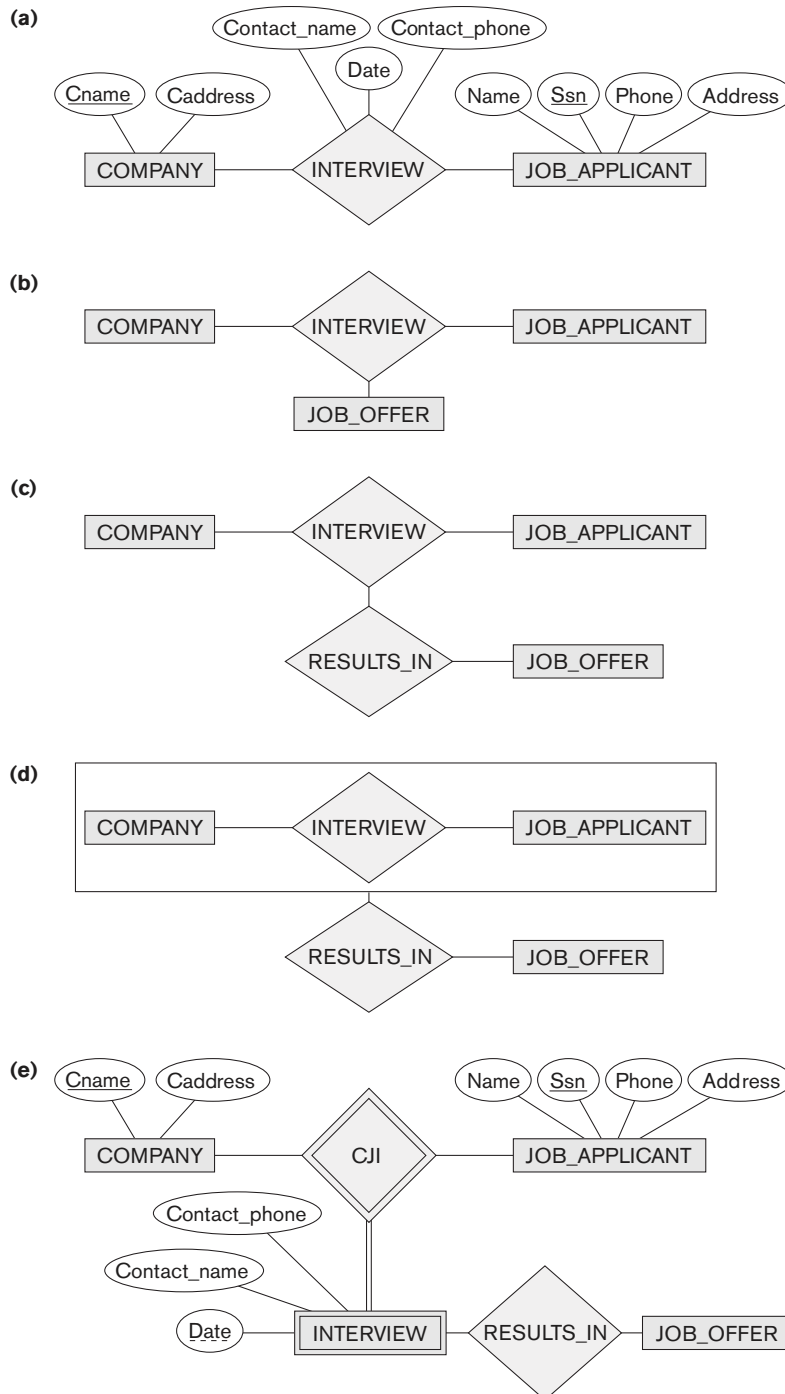 (a)
Contact_name Contact_phone
Date
Cname Caddress Name Ssn Phone Address
COMPANY INTERVIEW JOB_APPLICANT
(b)
COMPANY INTERVIEW JOB_APPLICANT
JOB_OFFER
(c)
COMPANY INTERVIEW JOB_APPLICANT
RESULTS_IN JOB_OFFER
(d)
COMPANY INTERVIEW JOB_APPLICANT
RESULTS_IN JOB_OFFER
(e)
Cname Caddress Name Ssn Phone Address
COMPANY CJI JOB_APPLICANT
Contact_phone
Contact_name
Date INTERVIEW RESULTS_IN JOB_OFFER